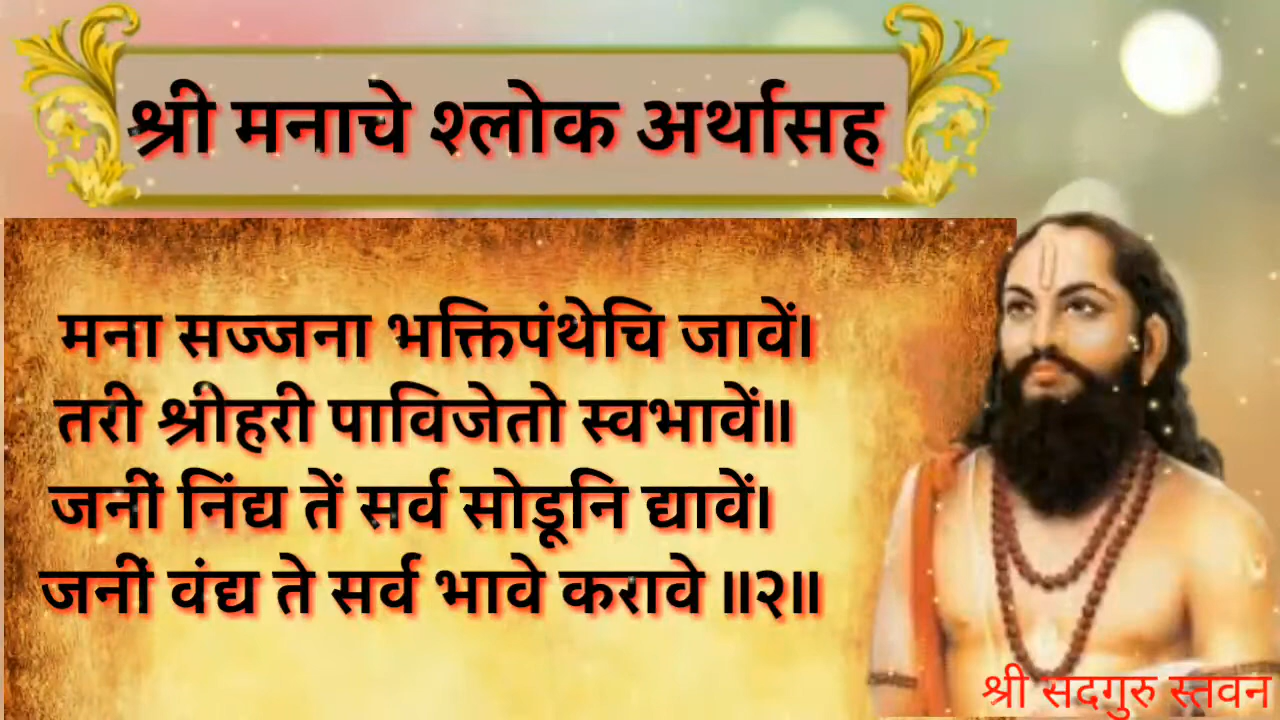 श्री मनाचे श्लोक अर्थासह
मना सज्जना भक्तिपंथेचि जावें।
तरी श्रीहरी पाविजेतो स्वभावें॥
जनीं निंद्य तें सर्व सोडूनि द्यावें।
जनीं वंद्य ते सर्व भावे करावे ॥२॥
श्री सदगुरु स्तवन